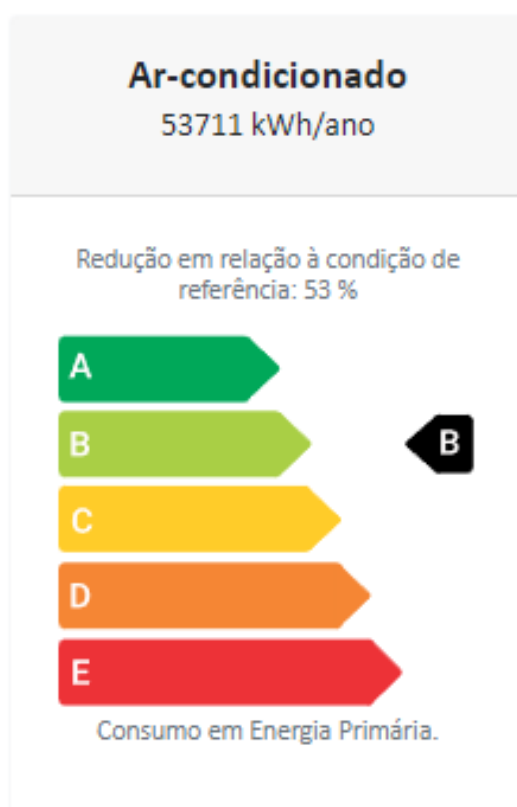 Ar-condicionado
53711 kWh/ano
Redução em relação à condição de
referência: 53 %
A
B
B
C
D
E
Consumo em Energia Primária.